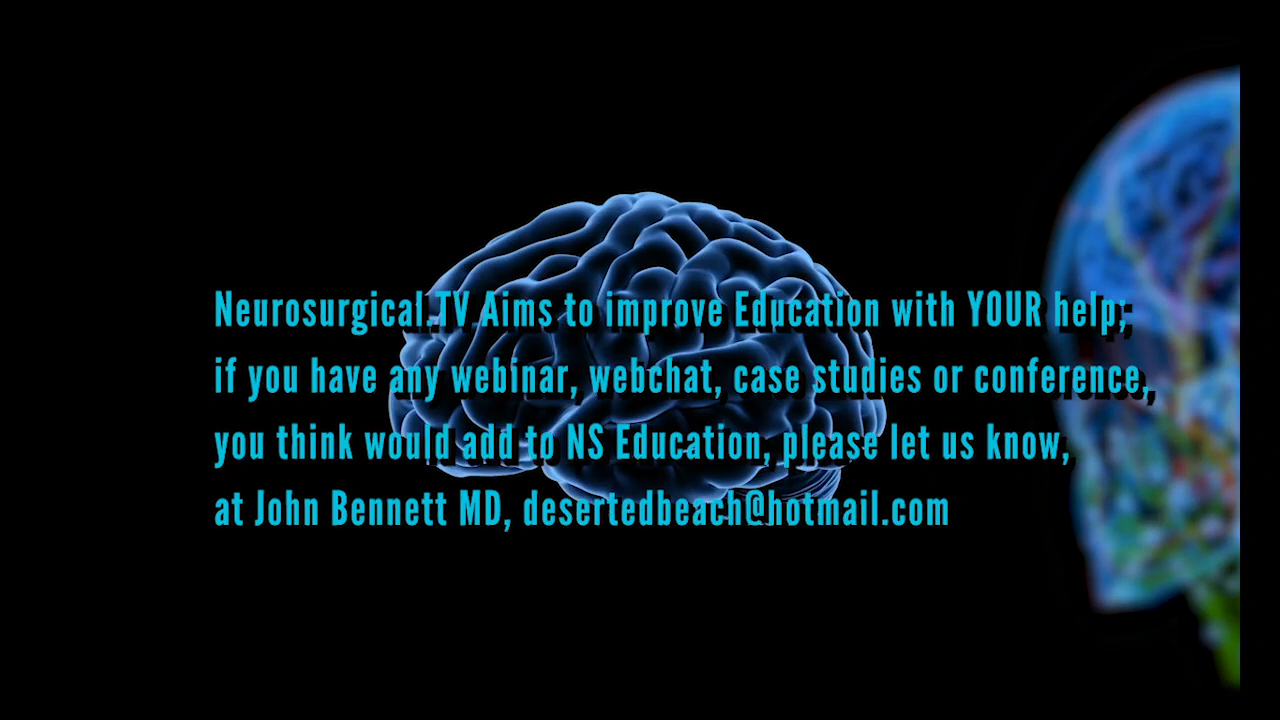 Neurosurgical.TV Aims to improve Education with YOUR help;
if you have any webinar, webchat, case studies or conference,
you think would add to NS Education, please let us know,
at John Bennett MD, desertedbeach@hotmail.com